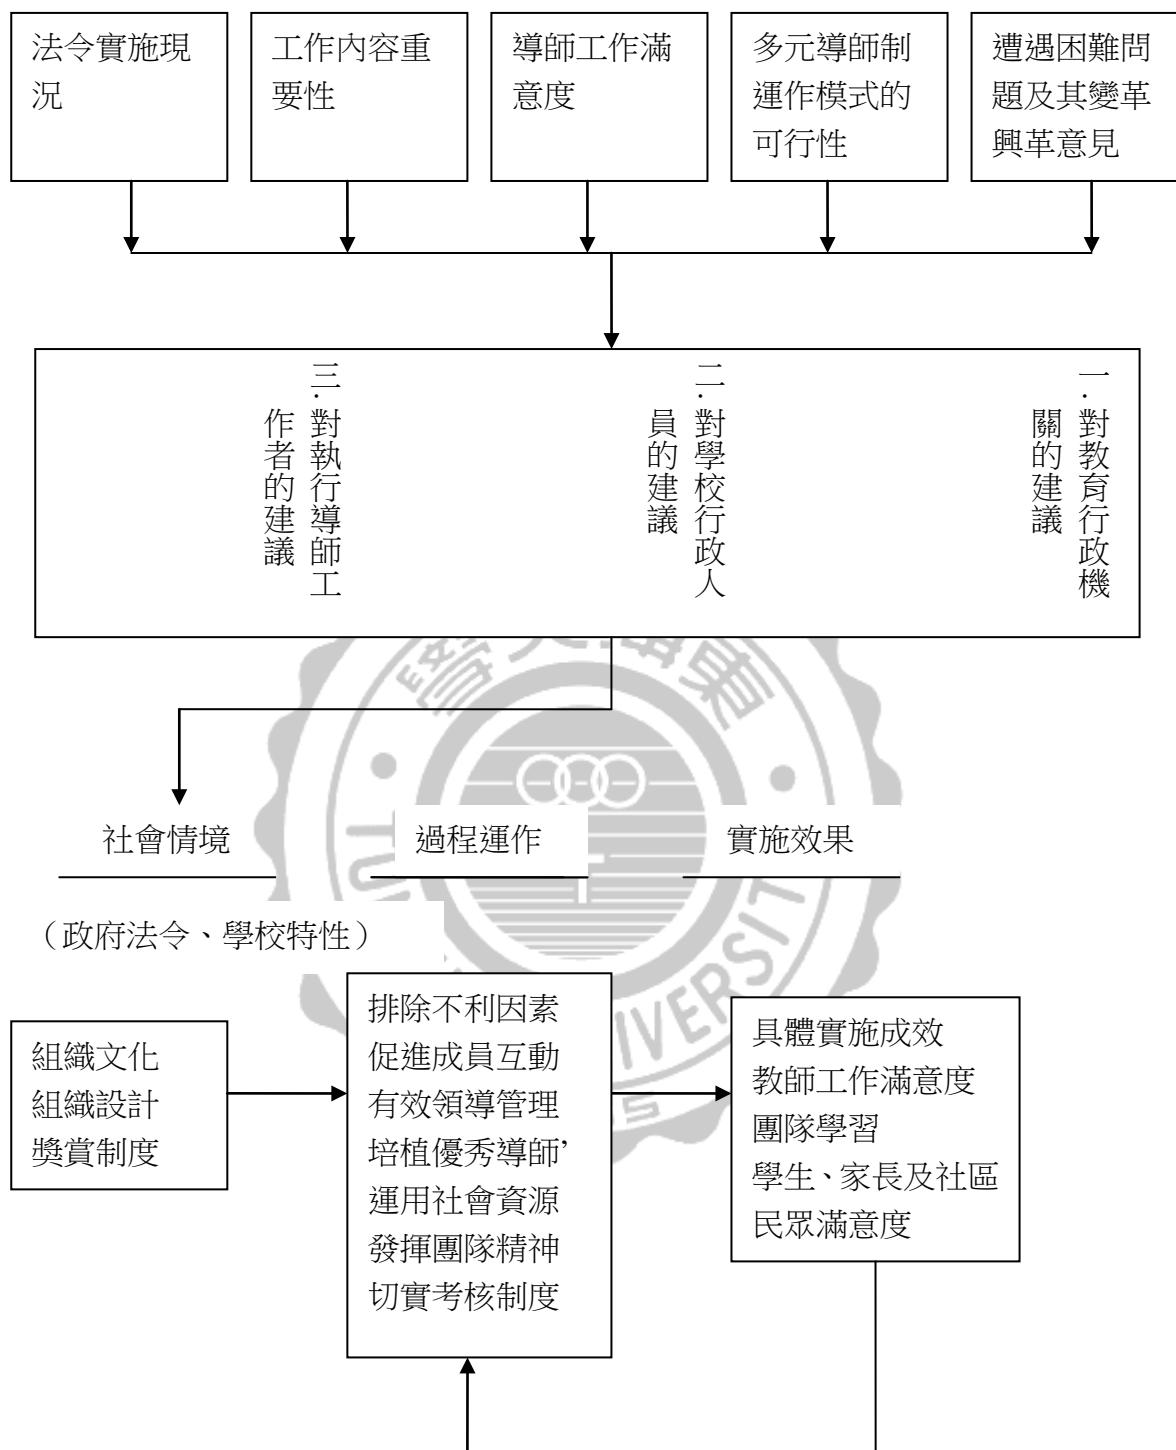 法令實施現
況
工作內容重
要性
導師工作滿
意度
多元導師制
運作模式的
可行性
遭遇困難問
題及其變革
興革意見
一.對教育行政機
關的建議
二.對學校行政人
員的建議
三.對執行導師工
作者的建議
社會情境
過程運作
實施效果
（政府法令、學校特性）
組織文化
組織設計
獎賞制度
排除不利因素
促進成員互動
有效領導管理
培植優秀導師’
運用社會資源
發揮團隊精神
切實考核制度
具體實施成效
教師工作滿意度
團隊學習
學生、家長及社區
民眾滿意度